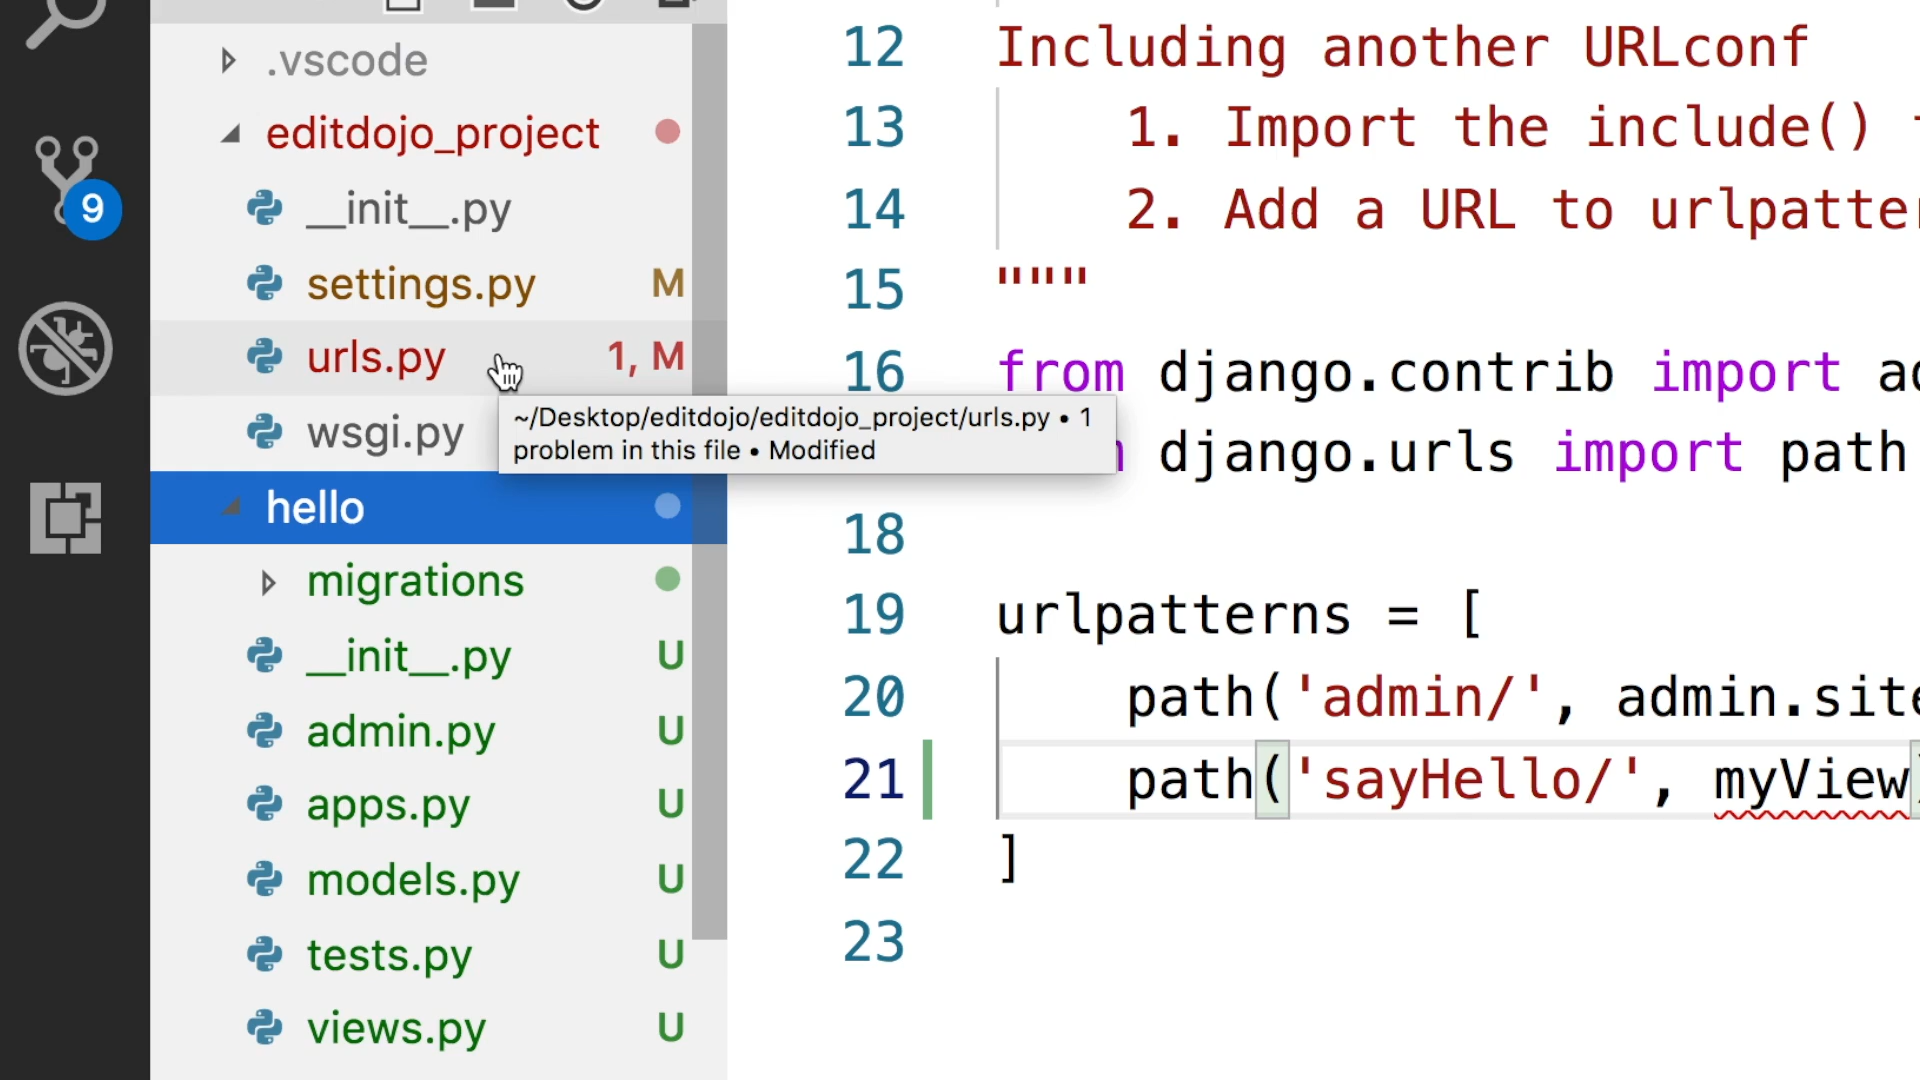 .vscode
editdojo_project
__init__.py
settings.py M
urls.py 1, M
wsgi.py
~/Desktop/editdojo/editdojo_project/urls.py • 1
problem in this file • Modified
hello
migrations
__init__.py U
admin.py U
apps.py U
models.py U
tests.py U
views.py U
9
12 Including another URLconf
13 1. Import the include()
14 2. Add a URL to urlpatter
15 """
16 from django.contrib import ad
django.urls import path
18
19 urlpatterns = [
20 path('admin/', admin.site
21 path('sayHello/', myView)
22 ]
23